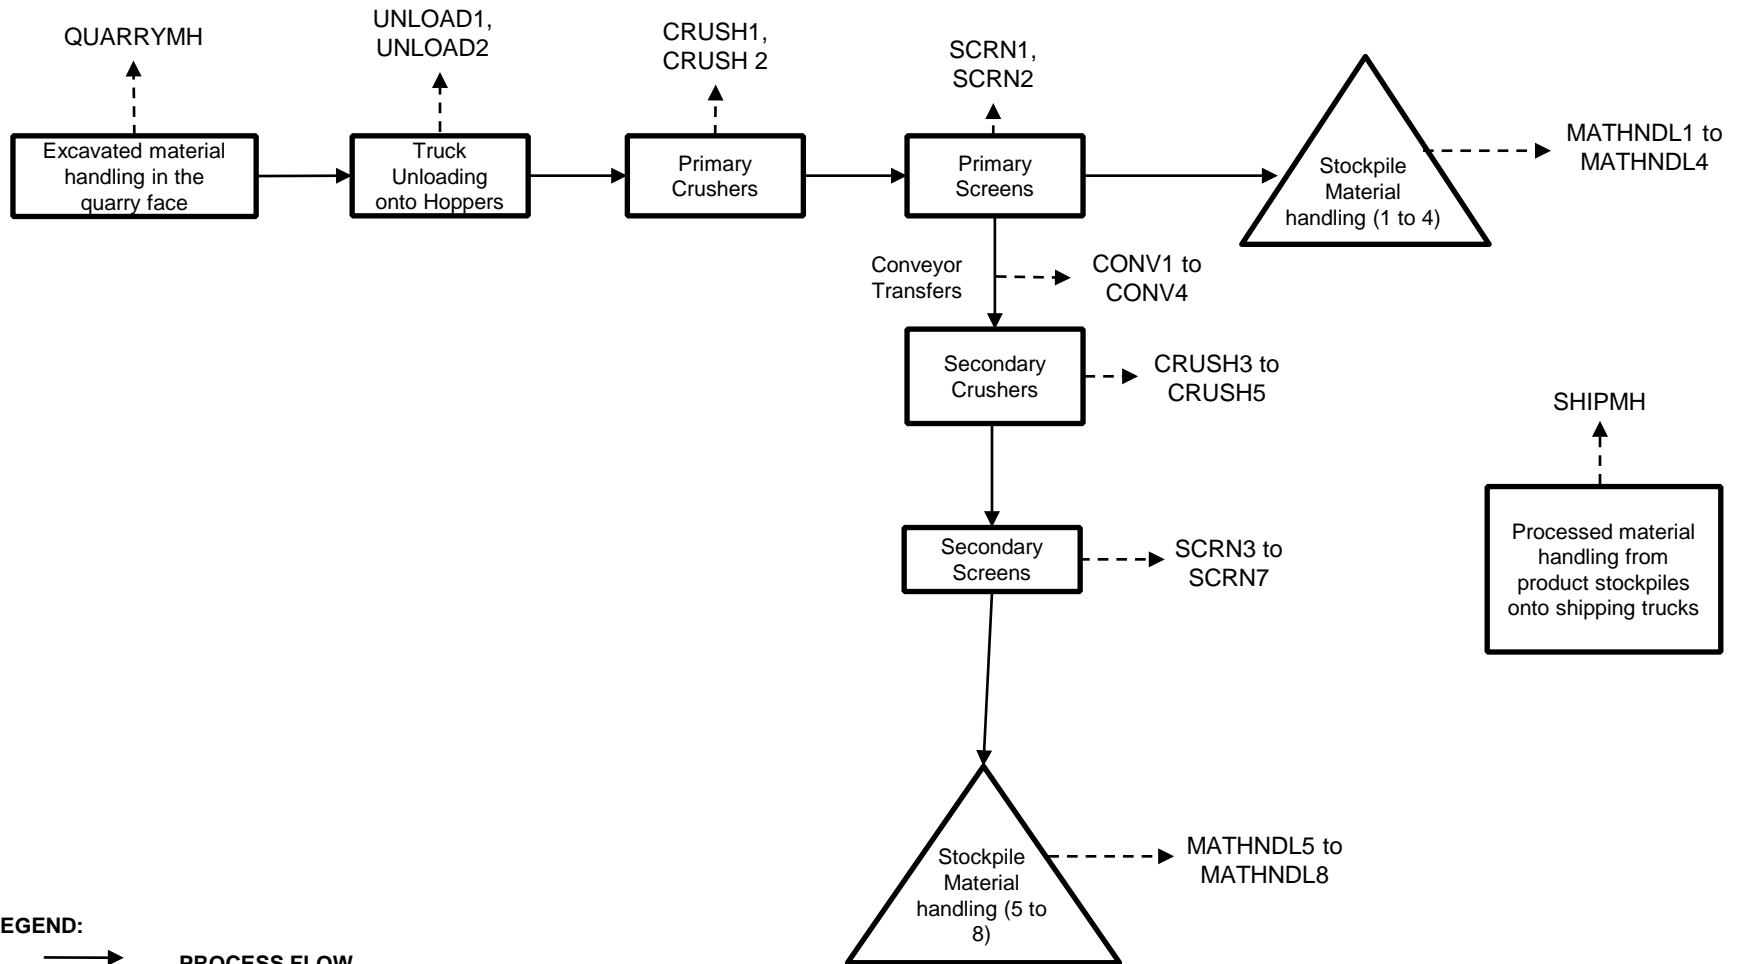 QUARRYMH
UNLOAD1,
UNLOAD2
CRUSH1,
CRUSH 2
SCRN1,
SCRN2
Excavated material
handling in the
quarry face
Truck
Unloading
onto Hoppers
Primary
Crushers
Primary
Screens
Stockpile
Material
handling (1 to 4)
MATHNDL1 to
MATHNDL4
Conveyor
Transfers
CONV1 to
CONV4
Secondary
Crushers
CRUSH3 to
CRUSH5
SHIPMH
Processed material
handling from
product stockpiles
onto shipping trucks
Secondary
Screens
SCRN3 to
SCRN7
Stockpile
Material
handling (5 to
8)
MATHNDL5 to
MATHNDL8
EGEND:
PROCESS FLOW